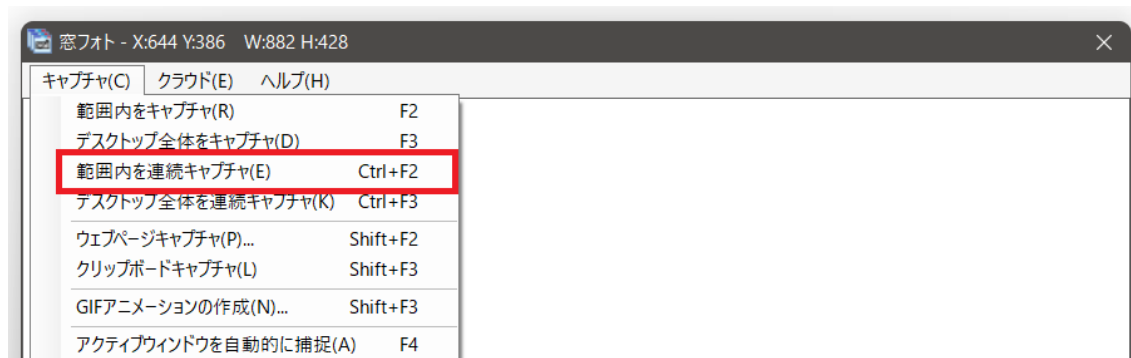 窓フォト - X:644 Y:386 W:882 H:428
キャプチャ(C) クラウド(E) ヘルプ(H)
範囲内をキャプチャ(R) F2
デスクトップ全体をキャプチャ(D) F3
範囲内を連続キャプチャ(E) Ctrl+F2
デスクトップ全体を連続キャプチャ(K) Ctrl+F3
ウェブページキャプチャ(P)... Shift+F2
クリップボードキャプチャ(L) Shift+F3
GIFアニメーションの作成(N)... Shift+F3
アクティブウィンドウを自動的に捕捉(A) F4